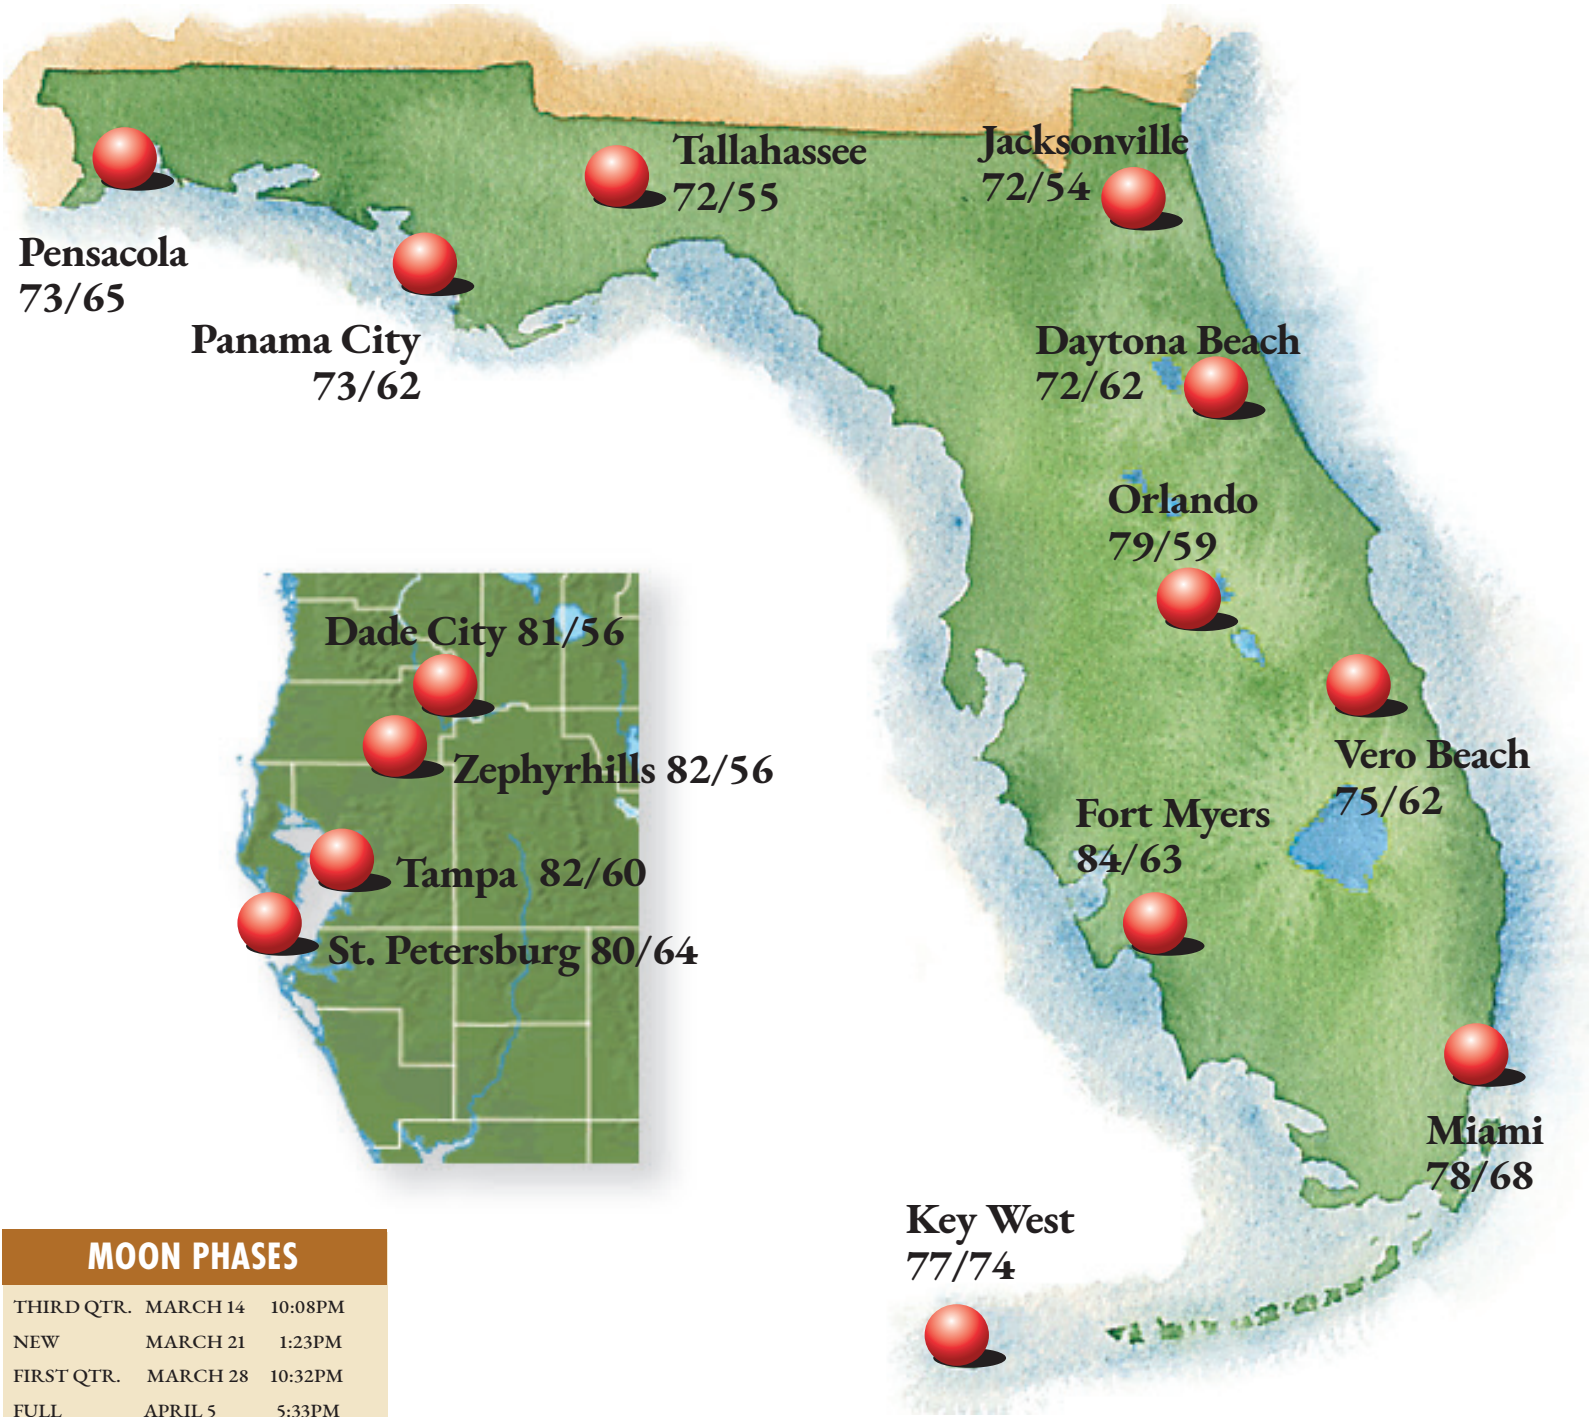 Tallahassee
72/55
Jacksonville
72/54
Pensacola
73/65
Panama City
73/62
Daytona Beach
72/62
Orlando
79/59
Dade City 81/56
Zephyrhills 82/56
Tampa 82/60
St. Petersburg 80/64
Vero Beach
75/62
Fort Myers
84/63
Miami
78/68
Key West
77/74
MOON PHASES
THIRD QTR. MARCH 14 10:08PM
NEW MARCH 21 1:23PM
FIRST QTR. MARCH 28 10:32PM
FULL APRIL 5 5:33PM